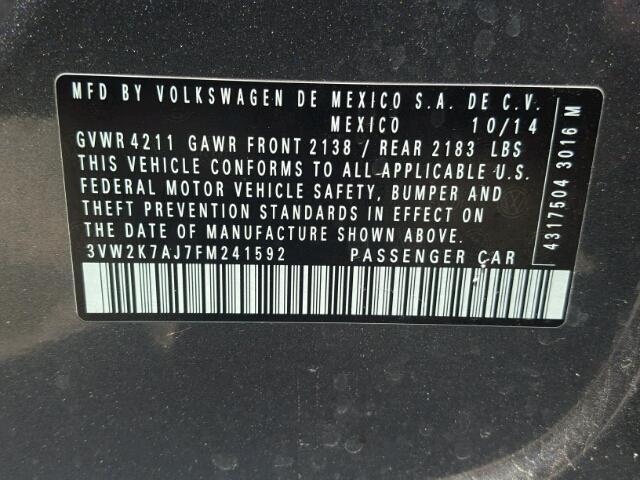 MFD BY VOLKSWAGEN DE MEXICO S.A. DE C.V.
MEXICO 10/14
GVWR 4211 GAWR FRONT 2138 / REAR 2183 LBS
THIS VEHICLE CONFORMS TO ALL APPLICABLE U.S.
FEDERAL MOTOR VEHICLE SAFETY, BUMPER AND
THEFT PREVENTION STANDARDS IN EFFECT ON
THE DATE OF MANUFACTURE SHOWN ABOVE.
3VW2K7AJ7FM241592 PASSENGER CAR
4317504 3016 M